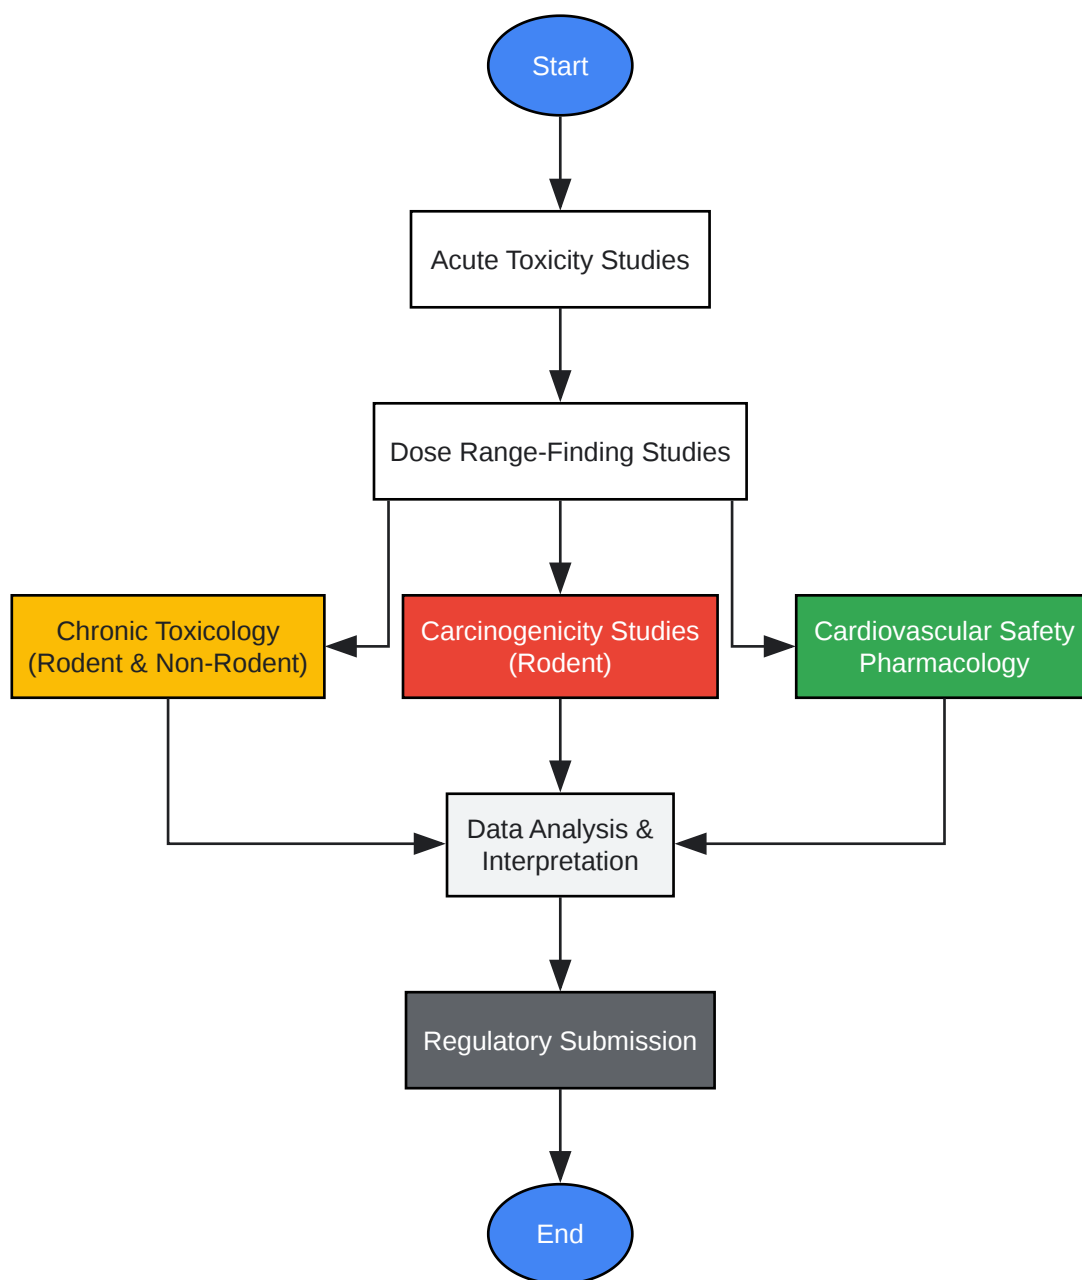 Start
Acute Toxicity Studies
Dose Range-Finding Studies
Chronic Toxicology
(Rodent & Non-Rodent)
Carcinogenicity Studies
(Rodent)
Cardiovascular Safety
Pharmacology
Data Analysis &
Interpretation
Regulatory Submission
End